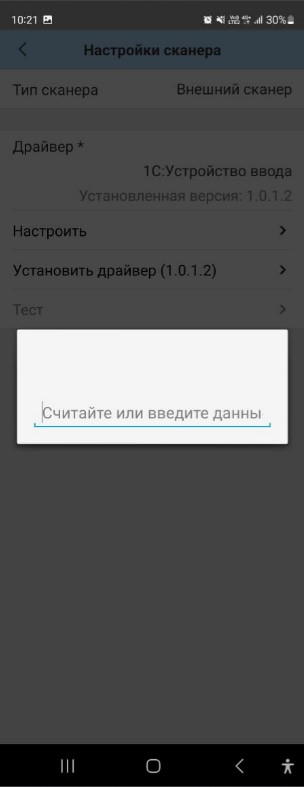 10:21 30%
Настройки сканера
Тип сканера Внешний сканер
Драйвер *
1С:Устройство ввода
Установленная версия: 1.0.1.2
Настроить
Установить драйвер (1.0.1.2)
Тест
Считайте или введите данны